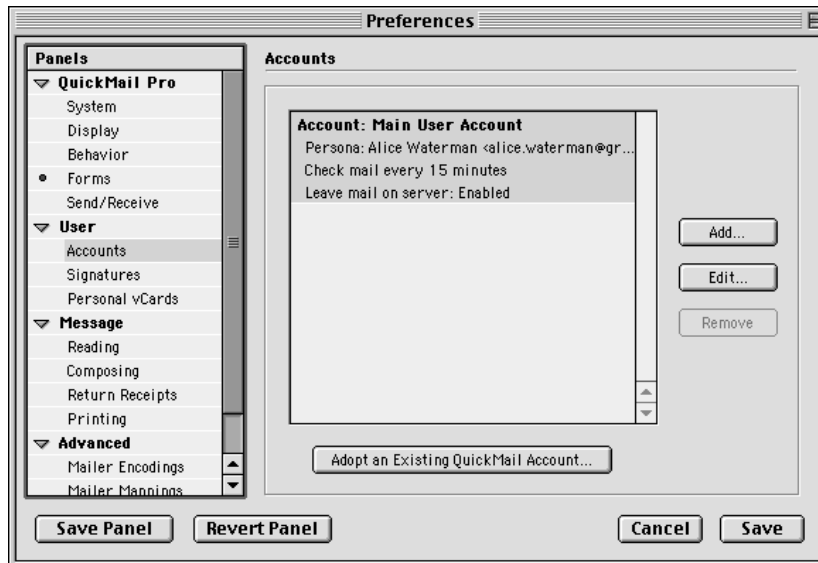 Preferences
Panels
QuickMail Pro
System
Display
Behavior
Forms
Send/Receive
User
Accounts
Signatures
Personal vCards
Message
Reading
Composing
Return Receipts
Printing
Advanced
Mailer Encodings
Mailer Mappings
Accounts
Account: Main User Account
Persona: Alice Waterman <alice.waterman@gr...
Check mail every 15 minutes
Leave mail on server: Enabled
Add...
Edit...
Remove
Adopt an Existing QuickMail Account...
Save Panel
Revert Panel
Cancel
Save